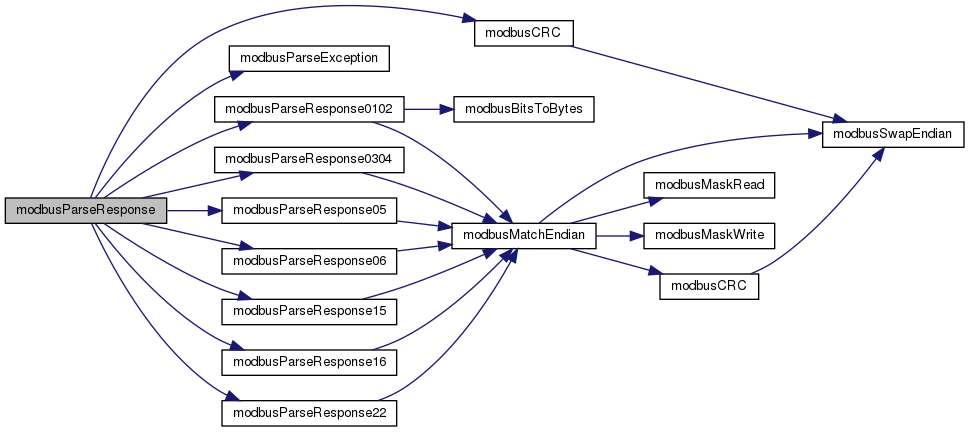 modbusParseResponse
modbusCRC
modbusParseException
modbusParseResponse0102
modbusBitsToBytes
modbusParseResponse0304
modbusParseResponse05
modbusParseResponse06
modbusParseResponse15
modbusParseResponse16
modbusParseResponse22
modbusMatchEndian
modbusSwapEndian
modbusMaskRead
modbusMaskWrite
modbusCRC